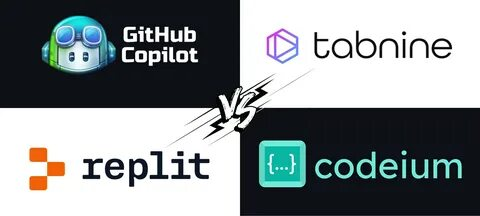 GitHub
Copilot
tabnine
VS
replit
{...}
codeium